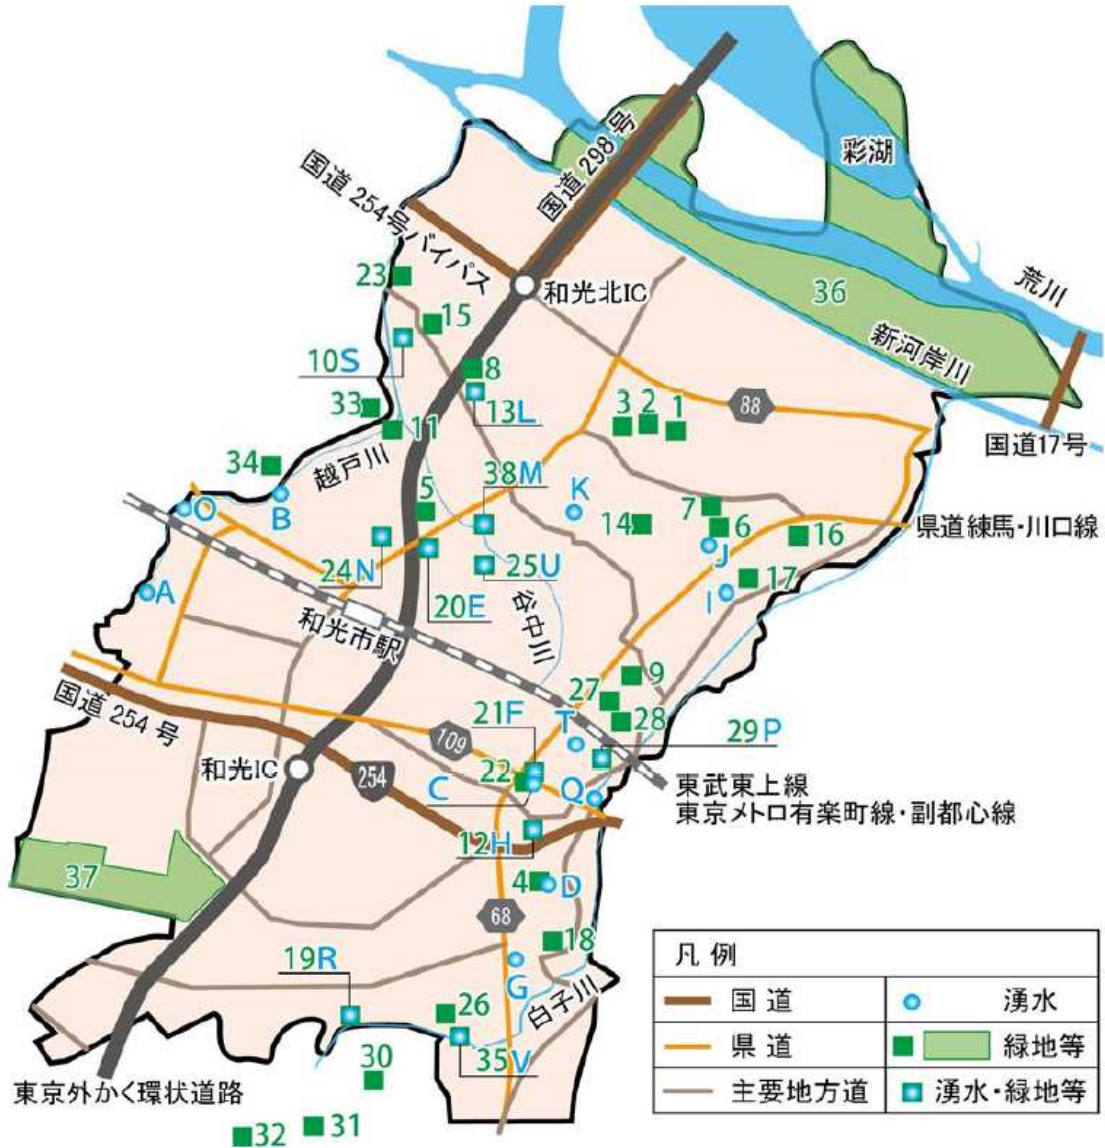 彩湖
国道 298 号
国道 254号バイパス
荒川
36
23
和光北IC
15
新河岸川
10S
8
33
13L
3
2
1
88
11
国道17号
越戸川
34
38M
5
K
7
O
B
14
6
16
県道練馬・川口線
J
24N
25U
17
A
20E
I
谷中川
和光市駅
9
27
国道 254 号
21F
T
28
29P
109
和光IC
22
254
C
Q
東武東上線
東京メトロ有楽町線・副都心線
12H
37
4
D
68
18
凡 例
19R
G
国 道
湧水
白子川
26
県 道
緑地等
35V
30
東京外かく環状道路
主要地方道
湧水・緑地等
31
32